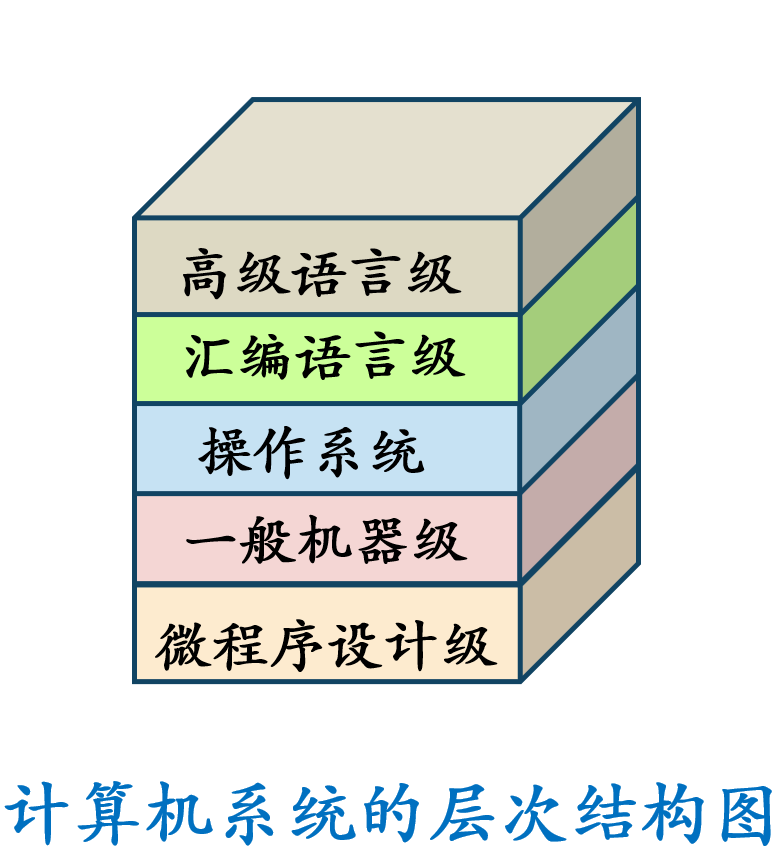 高级语言级
汇编语言级
操作系统
一般机器级
微程序设计级
计算机系统的层次结构图